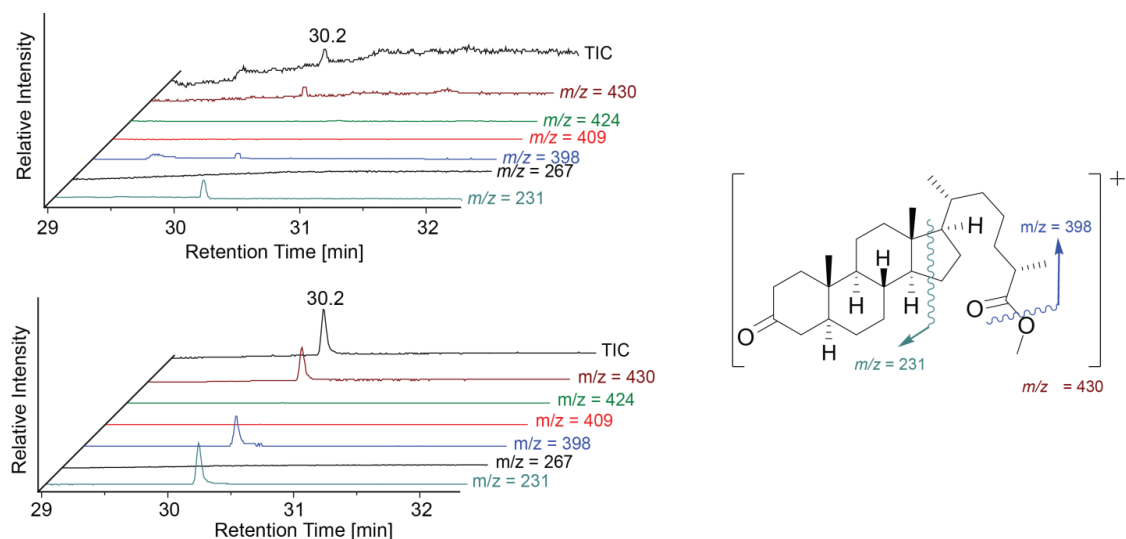 Relative Intensity
30.2
TIC
m/z = 430
m/z = 424
m/z = 409
m/z = 398
m/z = 267
m/z = 231
29
30
31
32
Retention Time [min]
Relative Intensity
30.2
TIC
m/z = 430
m/z = 424
m/z = 409
m/z = 398
m/z = 267
m/z = 231
29
30
31
32
Retention Time [min]
+
H
m/z = 398
H
H
H
O
O
O
H
m/z = 231
m/z = 430